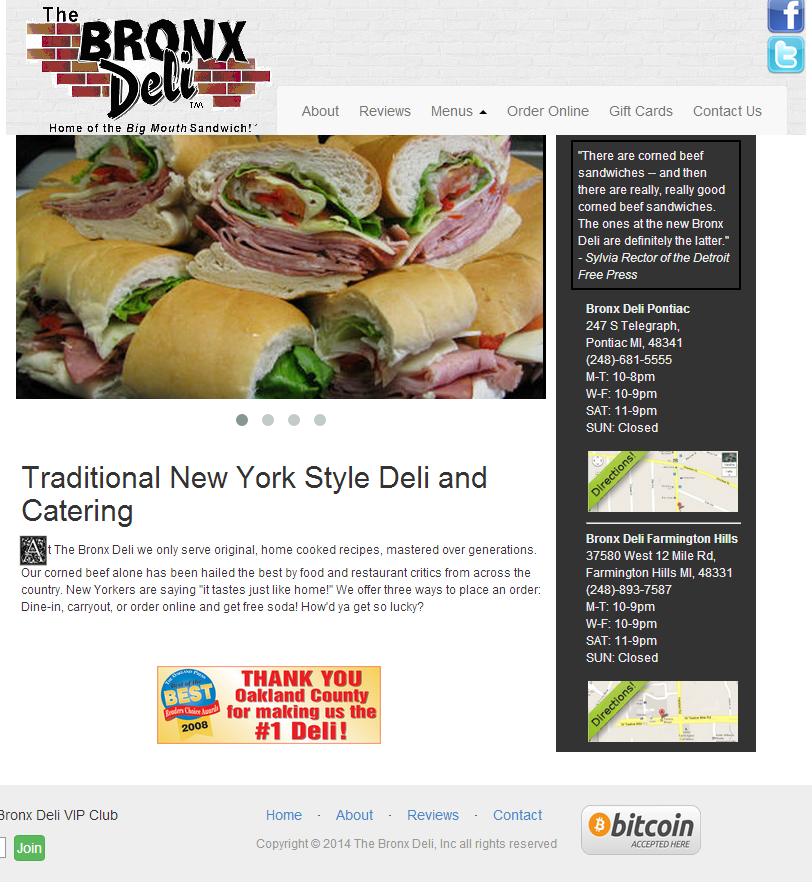 The
BRONX
Deli
TM
Home of the Big Mouth Sandwich!
About Reviews Menus Order Online Gift Cards Contact Us
"There are corned beef
sandwiches -- and then
there are really, really good
corned beef sandwiches.
The ones at the new Bronx
Deli are definitely the latter."
- Sylvia Rector of the Detroit
Free Press
Bronx Deli Pontiac
247 S Telegraph,
Pontiac MI, 48341
(248)-681-5555
M-T: 10-8pm
W-F: 10-9pm
SAT: 11-9pm
SUN: Closed
Directions!
Bronx Deli Farmington Hills
37580 West 12 Mile Rd,
Farmington Hills MI, 48331
(248)-893-7587
M-T: 10-9pm
W-F: 10-9pm
SAT: 11-9pm
SUN: Closed
Directions!
Traditional New York Style Deli and
Catering
At The Bronx Deli we only serve original, home cooked recipes, mastered over generations.
Our corned beef alone has been hailed the best by food and restaurant critics from across the
country. New Yorkers are saying "it tastes just like home!" We offer three ways to place an order:
Dine-in, carryout, or order online and get free soda! How'd ya get so lucky?
The Oakland Press
Best of the
BEST
Readers Choice Awards
2008
THANK YOU
Oakland County
for making us the
#1 Deli!
Bronx Deli VIP Club
Join
Home · About · Reviews · Contact
Copyright © 2014 The Bronx Deli, Inc all rights reserved
bitcoin
ACCEPTED HERE